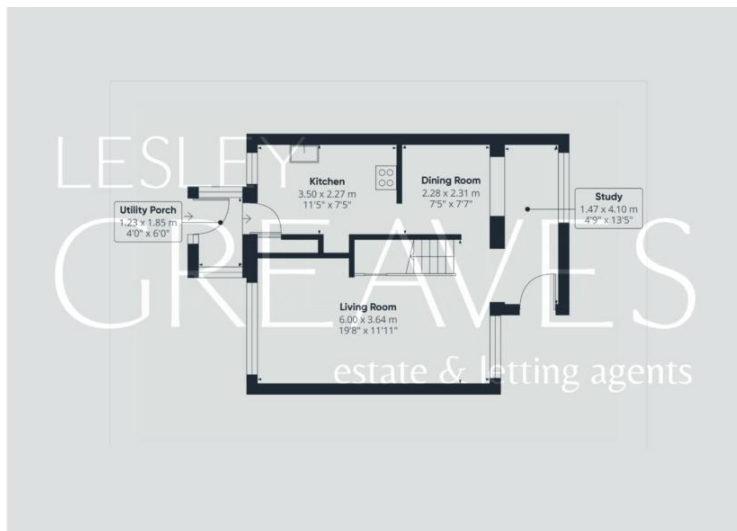 LESLEY
GREAVES
estate & letting agents
Kitchen
3.50 x 2.27 m
11'5" x 7'5"
Dining Room
2.28 x 2.31 m
7'5" x 7'7"
Study
1.47 x 4.10 m
4'9" x 13'5"
Utility Porch
1.23 x 1.85 m
4'0" x 6'0"
Living Room
6.00 x 3.64 m
19'8" x 11'11"